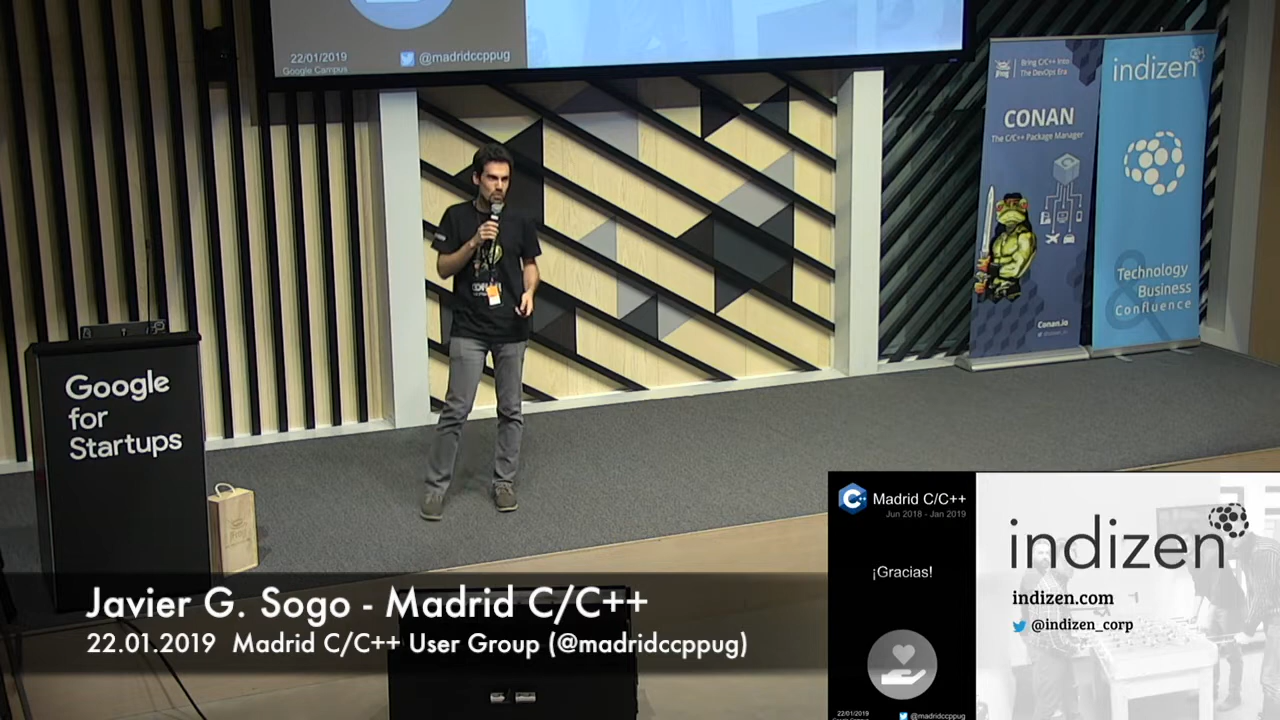 22/01/2019
Google Campus
@madridccppug
Bring C/C++ Into
The DevOps Era
CONAN
The C/C++ Package Manager
Conan.io
indizen
Technology
Business
Confluence
Google
for
Startups
Javier G. Sogo - Madrid C/C++
22.01.2019 Madrid C/C++ User Group (@madridccppug)
Madrid C/C++
Jun 2018 - Jan 2019
¡Gracias!
22/01/2019
@madridccppug
indizen
indizen.com
@indizen_corp